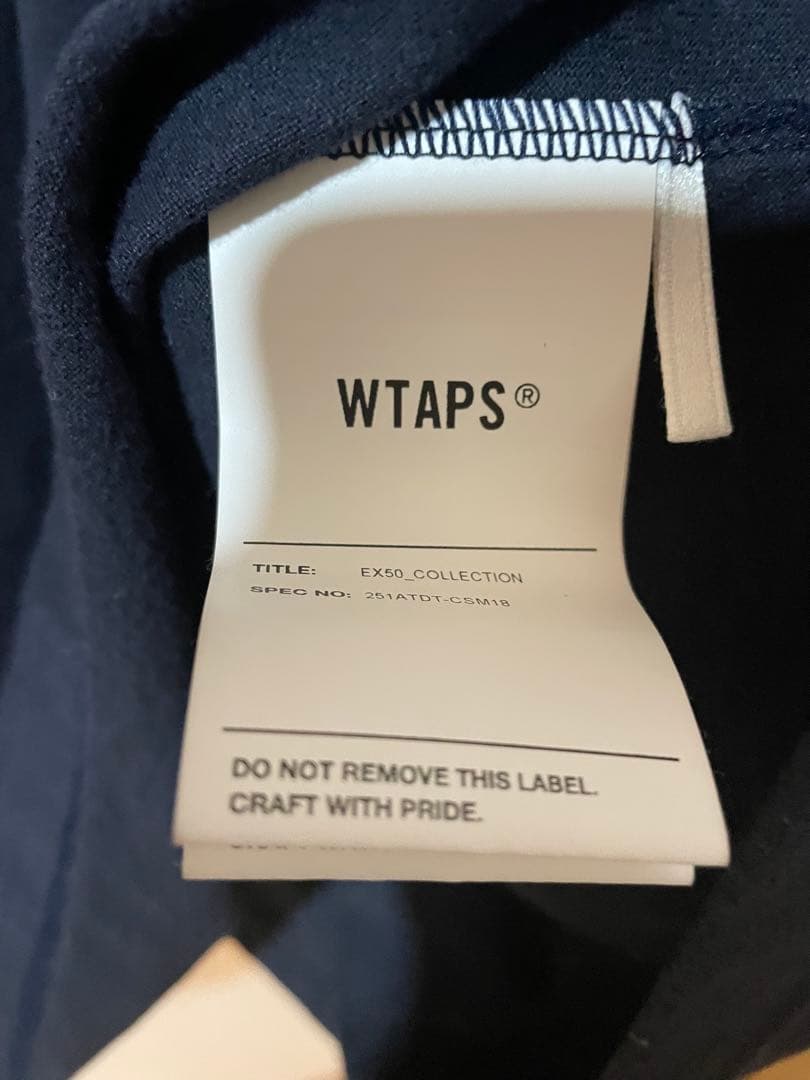 WTAPS®
TITLE: EX50_COLLECTION
SPEC NO: 251ATDT-CSM18
DO NOT REMOVE THIS LABEL.
CRAFT WITH PRIDE.